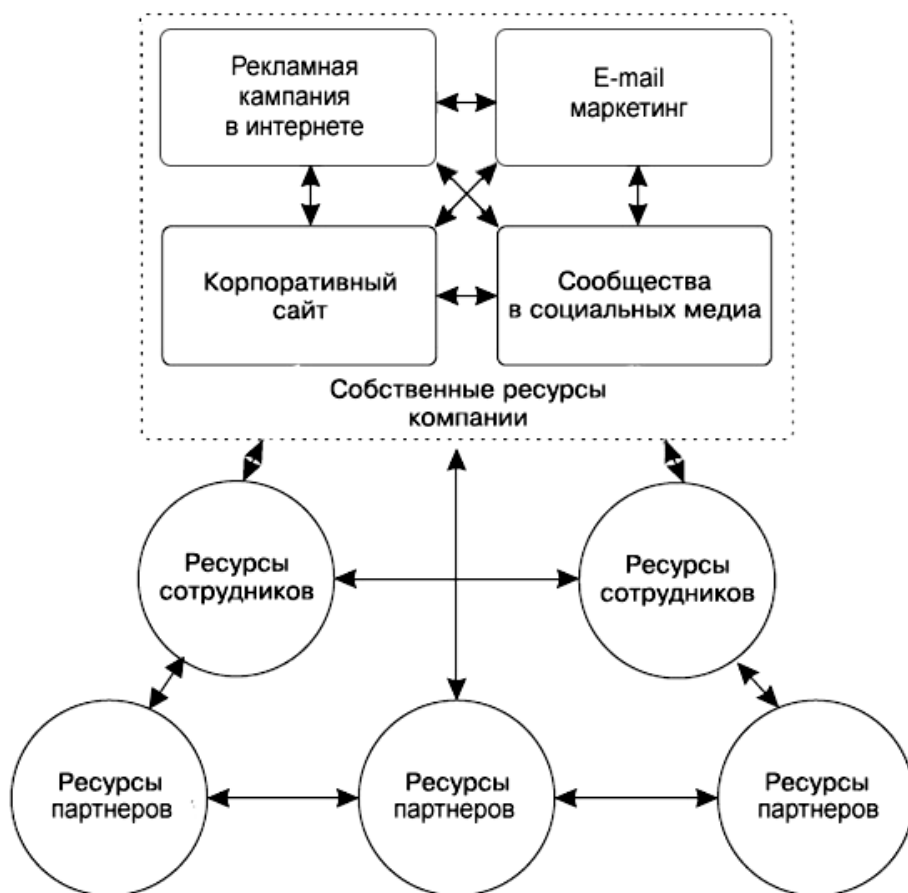 Рекламная
кампания
в интернете
E-mail
маркетинг
Корпоративный
сайт
Сообщества
в социальных медиа
Собственные ресурсы
компании
Ресурсы
сотрудников
Ресурсы
сотрудников
Ресурсы
партнеров
Ресурсы
партнеров
Ресурсы
партнеров